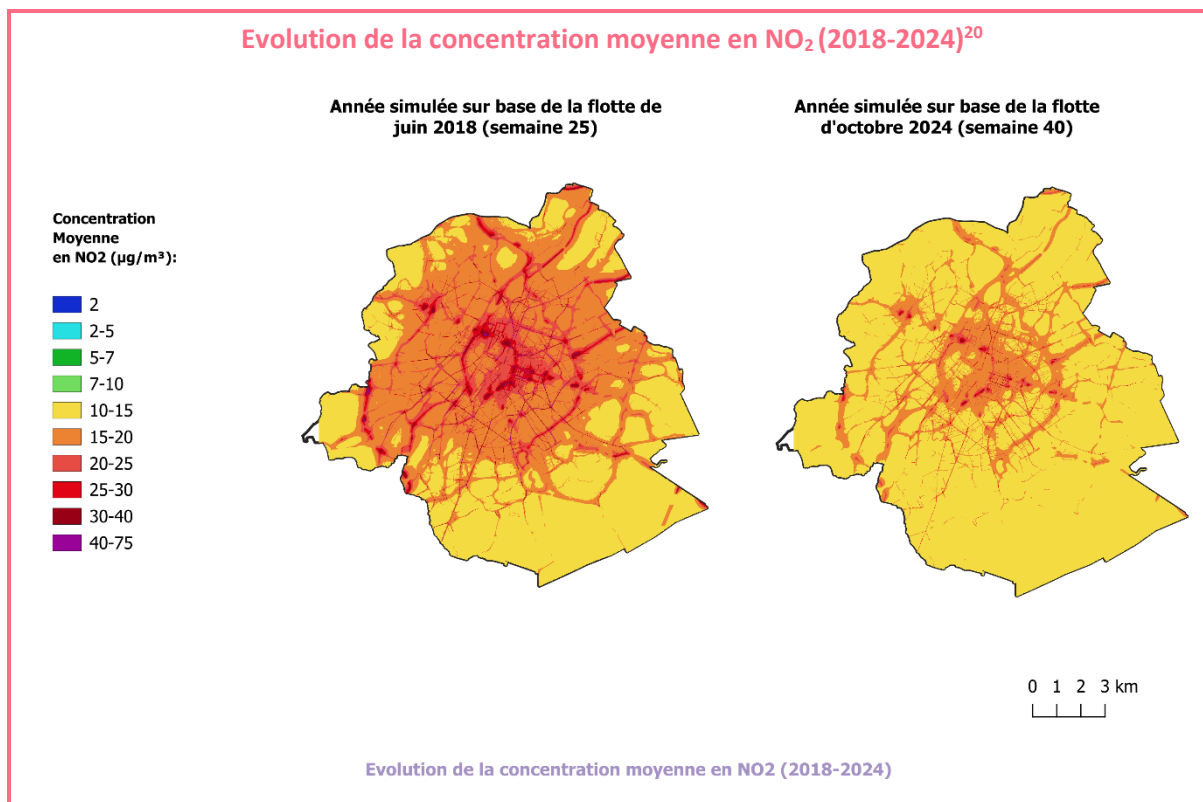 Evolution de la concentration moyenne en NO₂ (2018-2024)²⁰
Année simulée sur base de la flotte de
juin 2018 (semaine 25)
Année simulée sur base de la flotte
d'octobre 2024 (semaine 40)
Concentration
Moyenne
en NO2 (µg/m³):
2
2-5
5-7
7-10
10-15
15-20
20-25
25-30
30-40
40-75
0 1 2 3 km
Evolution de la concentration moyenne en NO2 (2018-2024)